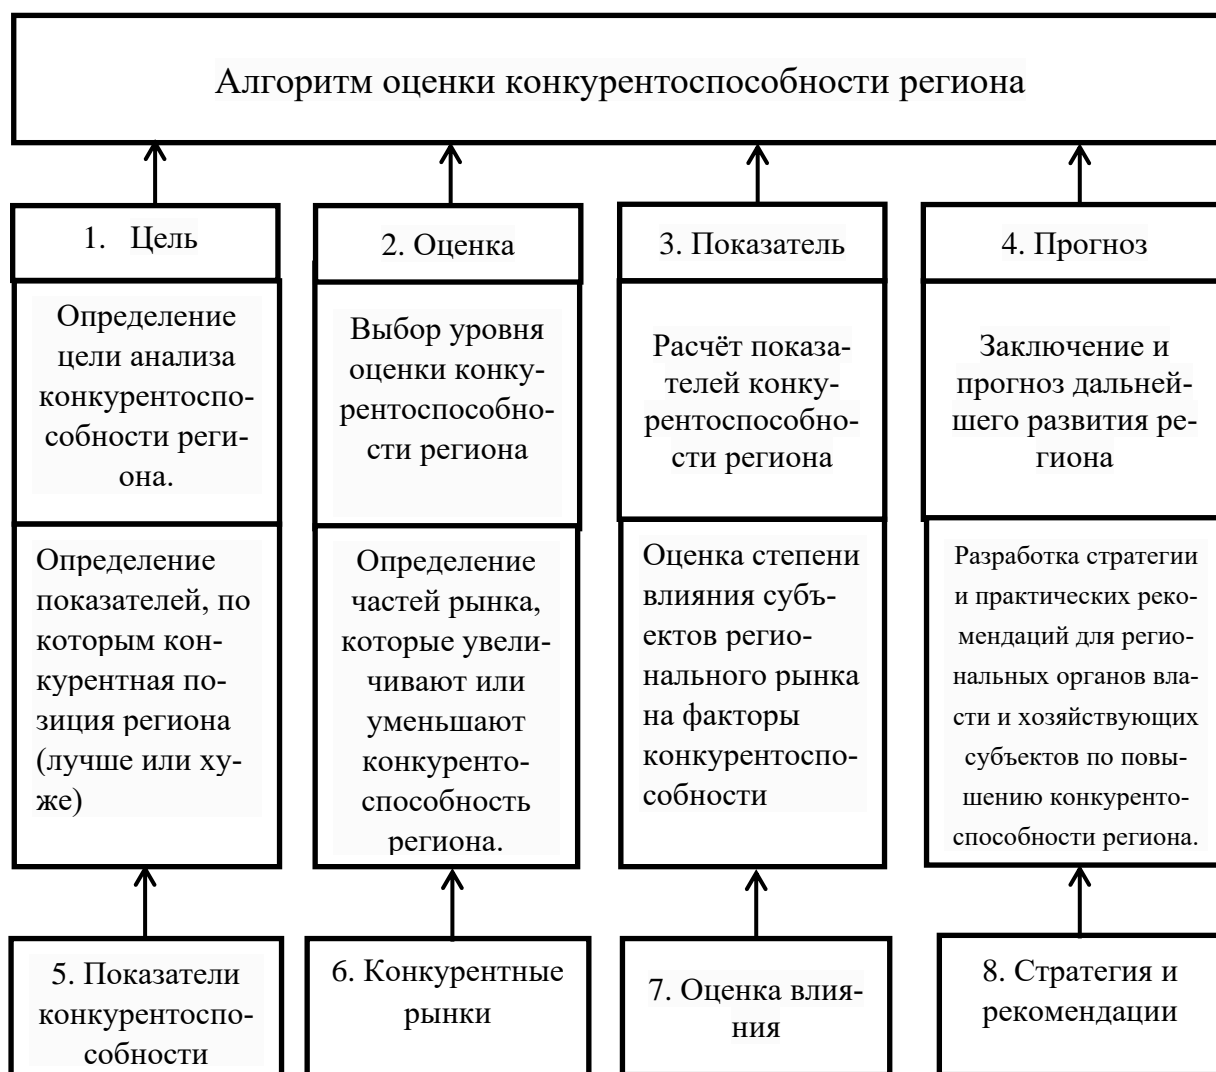 Алгоритм оценки конкурентоспособности региона
1. Цель
Определение
цели анализа
конкурентоспо-
собности реги-
она.
Определение
показателей, по
которым кон-
курентная по-
зиция региона
(лучше или ху-
же)
5. Показатели
конкурентоспо-
собности
2. Оценка
Выбор уровня
оценки конку-
рентоспособно-
сти региона
Определение
частей рынка,
которые увели-
чивают или
уменьшают
конкуренто-
способность
региона.
6. Конкурентные
рынки
3. Показатель
Расчёт показа-
телей конку-
рентоспособно-
сти региона
Оценка степени
влияния субъ-
ектов регио-
нального рынка
на факторы
конкурентоспо-
собности
7. Оценка влия-
ния
4. Прогноз
Заключение и
прогноз дальней-
шего развития ре-
гиона
Разработка стратегии
и практических реко-
мендаций для регио-
нальных органов вла-
сти и хозяйствующих
субъектов по повы-
шению конкуренто-
способности региона.
8. Стратегия и
рекомендации